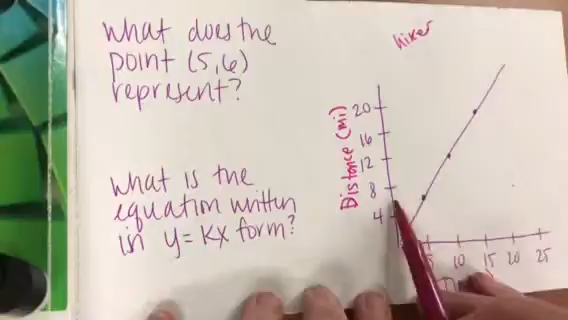 What does the
point (5,6)
represent?
What is the
equation written
in y=kx form?
hiker
Distance (mi)
20
16
12
8
4
5 10 15 20 25